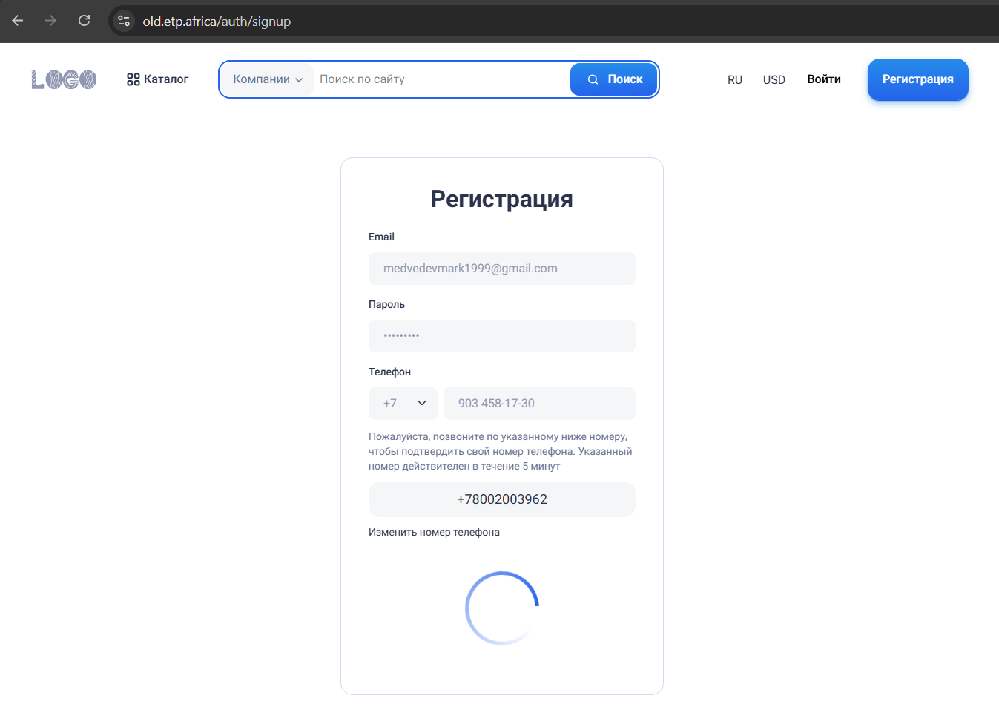 old.etp.africa/auth/signup
LOGO
Каталог
Компании
Поиск по сайту
Поиск
RU
USD
Войти
Регистрация
Регистрация
Email
medvedevmark1999@gmail.com
Пароль
•••••••••
Телефон
+7
903 458-17-30
Пожалуйста, позвоните по указанному ниже номеру,
чтобы подтвердить свой номер телефона. Указанный
номер действителен в течение 5 минут
+78002003962
Изменить номер телефона